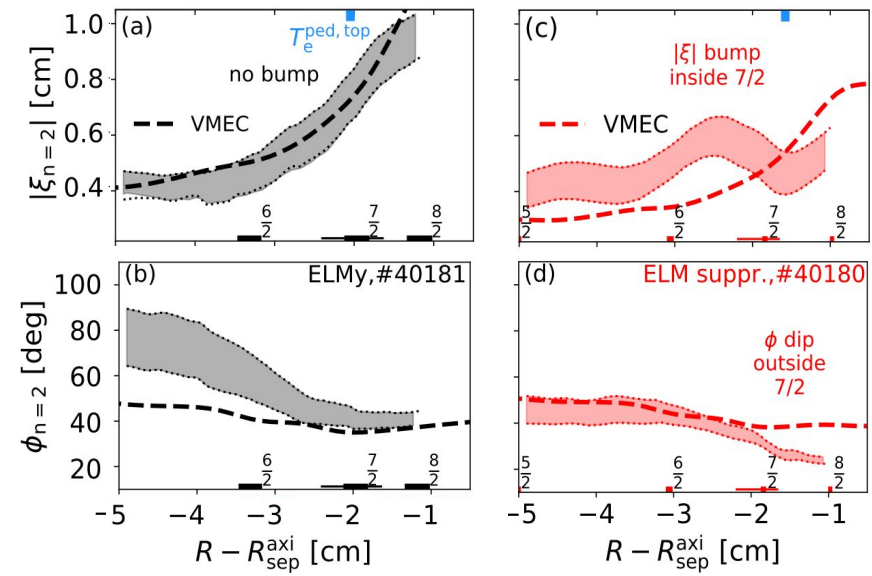 (a)
T_e^{ped, top}
no bump
VMEC
|ξ_{n = 2}| [cm]
1.0
0.8
0.6
0.4
6/2
7/2
8/2
(c)
|ξ| bump
inside 7/2
VMEC
5/2
6/2
7/2
8/2
(b)
ELMy,#40181
ϕ_{n = 2} [deg]
100
80
60
40
20
6/2
7/2
8/2
−5
−4
−3
−2
−1
R − R_{sep}^{axi} [cm]
(d)
ELM suppr.,#40180
ϕ dip
outside
7/2
5/2
6/2
7/2
8/2
−5
−4
−3
−2
−1
R − R_{sep}^{axi} [cm]